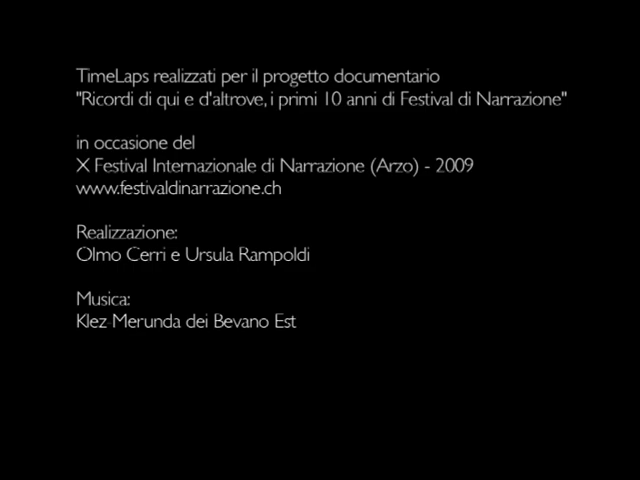 TimeLaps realizzati per il progetto documentario
"Ricordi di qui e d'altrove, i primi 10 anni di Festival di Narrazione"
in occasione del
X Festival Internazionale di Narrazione (Arzo) - 2009
www.festivaldinarrazione.ch
Realizzazione:
Olmo Cerri e Ursula Rampoldi
Musica:
Klez-Merunda dei Bevano Est